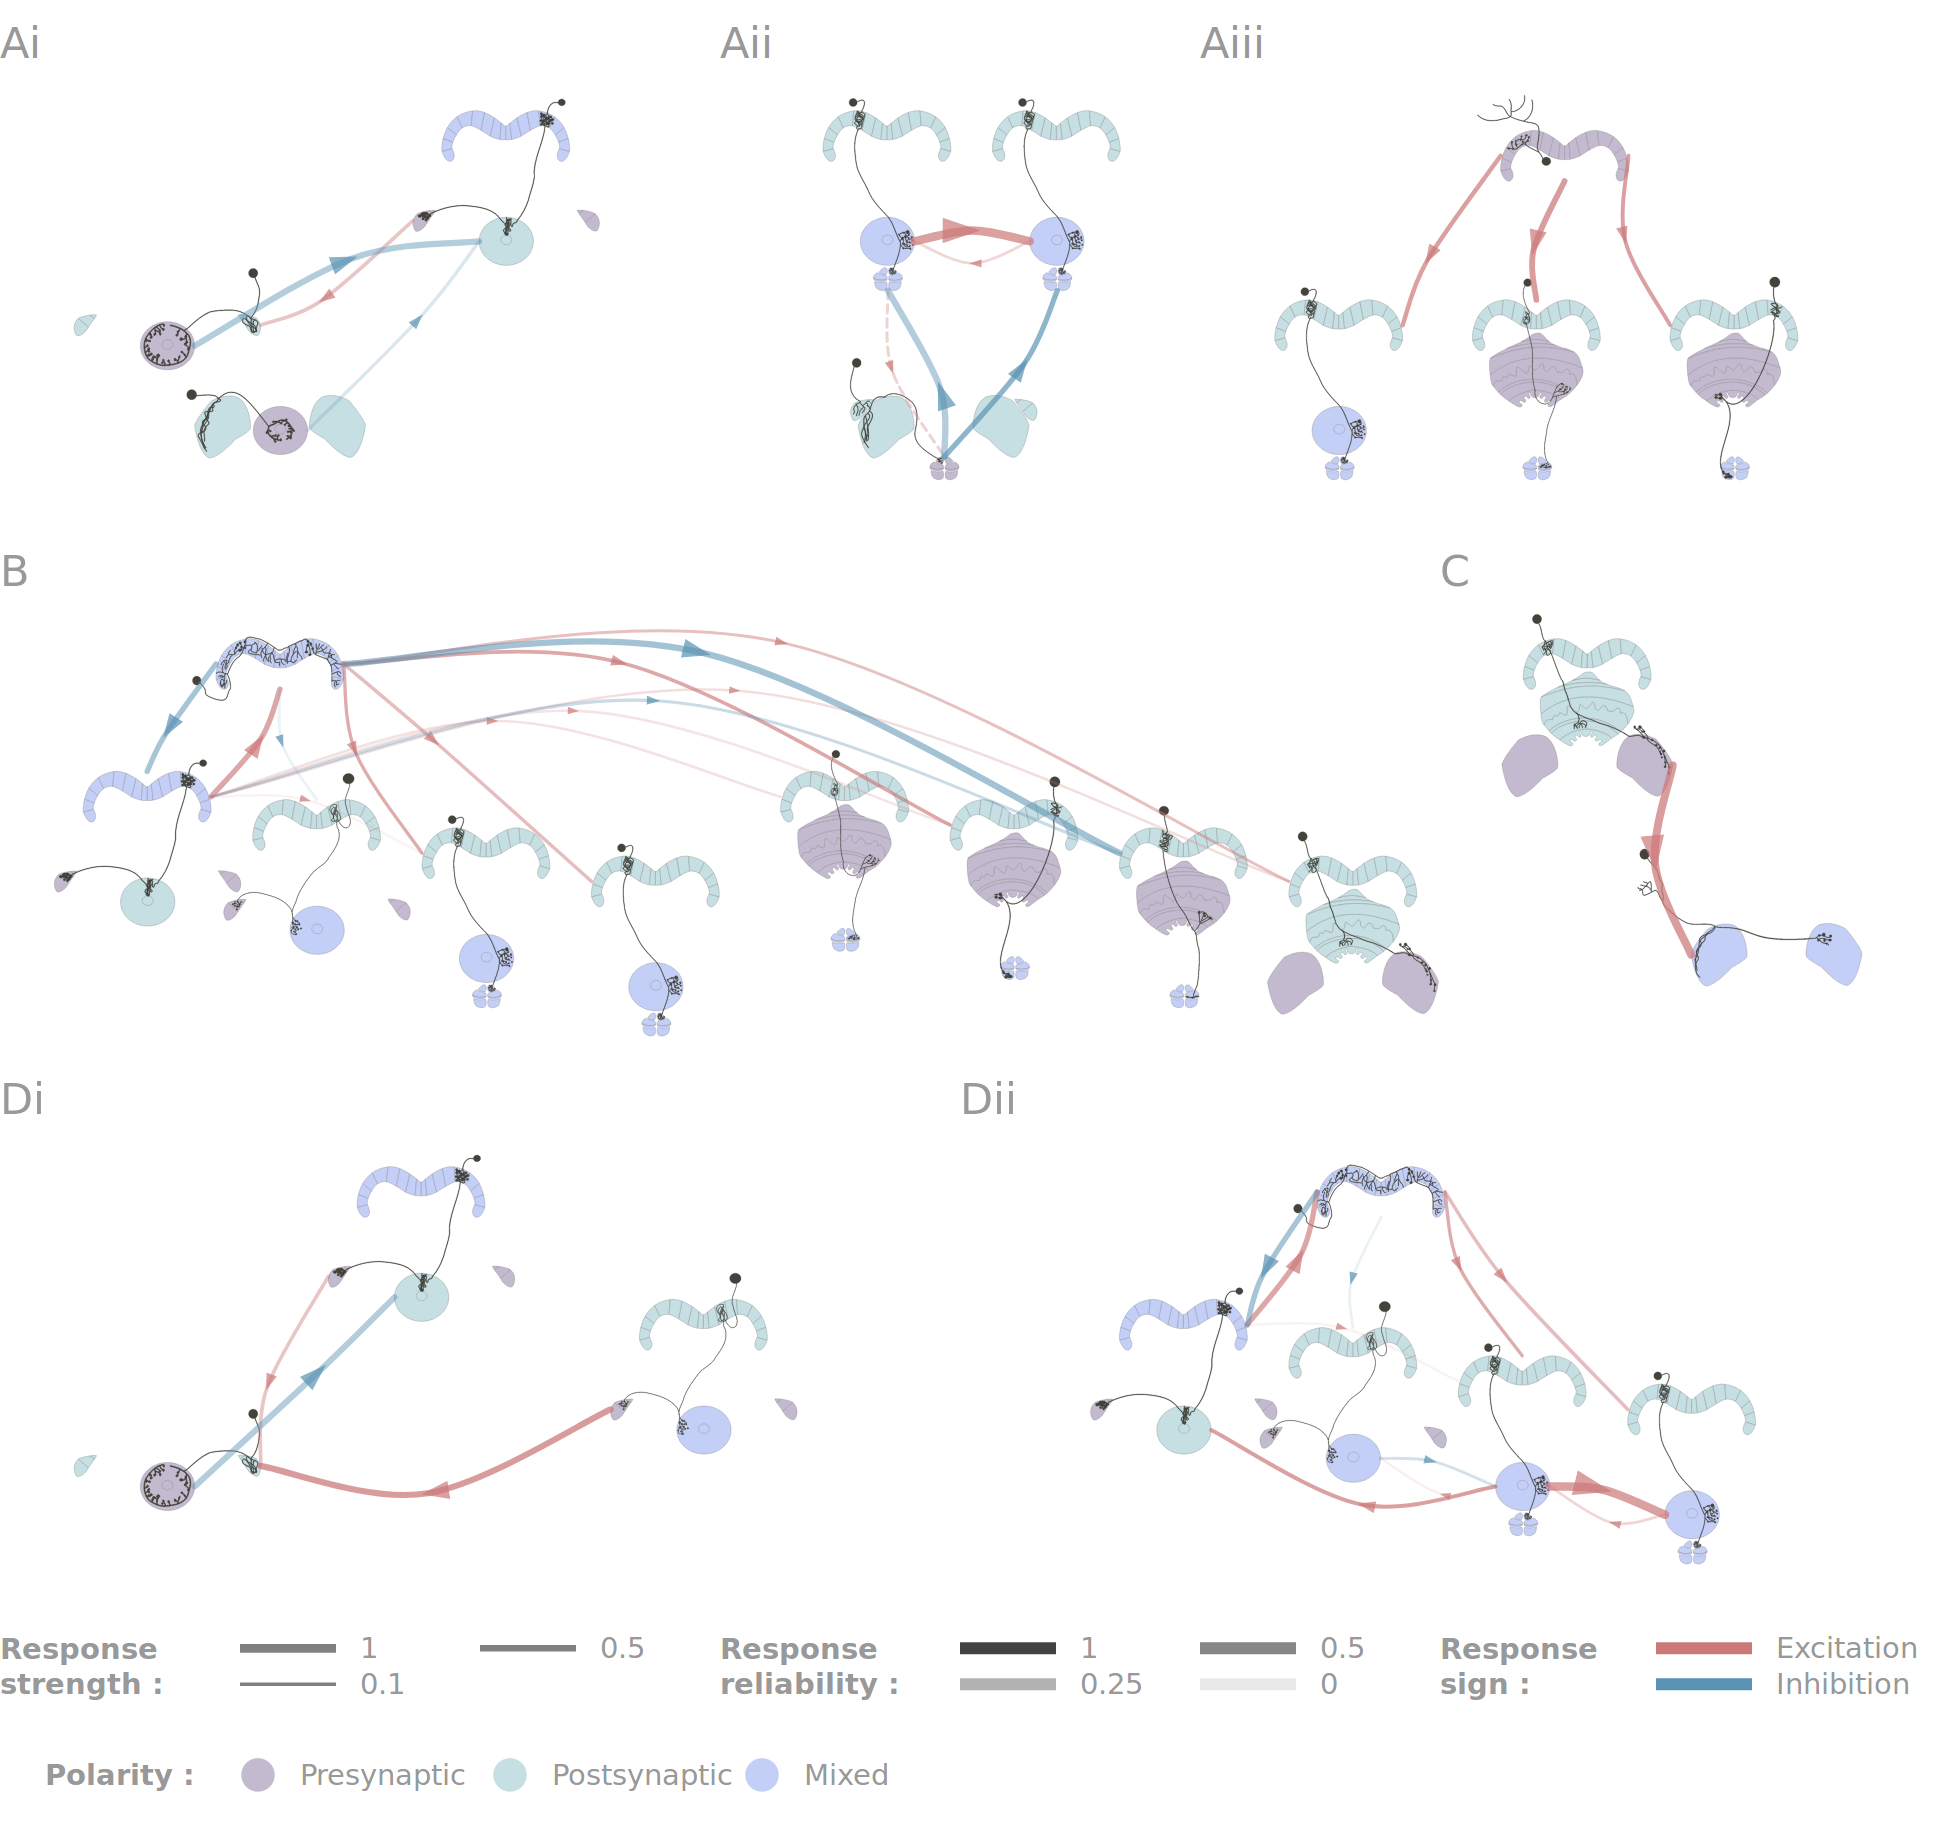 Ai
Aii
Aiii
B
C
Di
Dii
Response strength : 1 0.5 0.1
Response reliability : 1 0.5 0.25 0
Response sign : Excitation Inhibition
Polarity : Presynaptic Postsynaptic Mixed